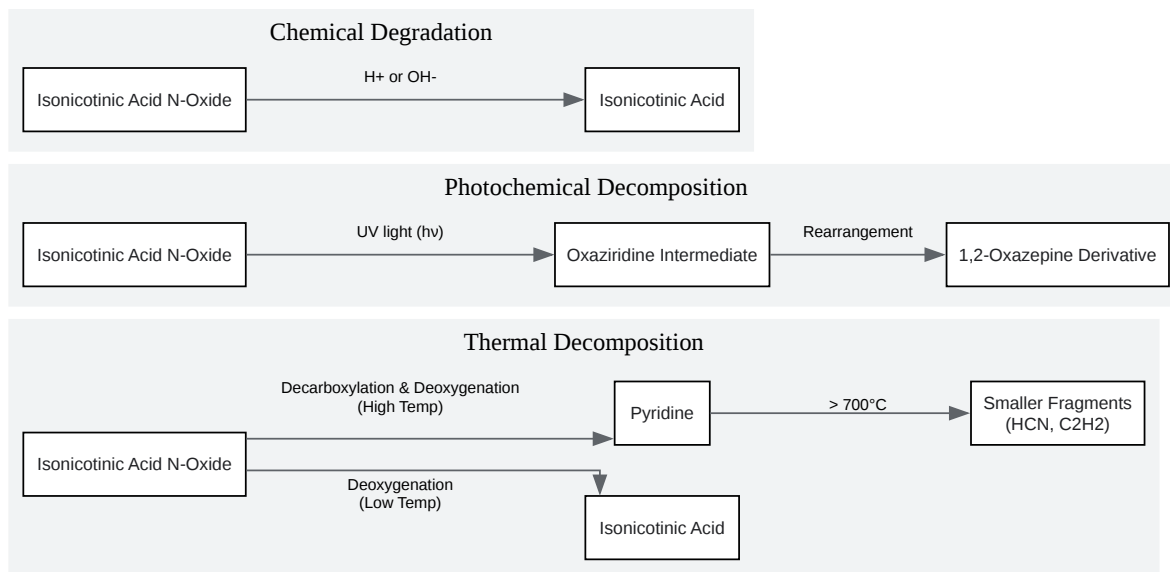 Chemical Degradation
Isonicotinic Acid N-Oxide
H+ or OH-
Isonicotinic Acid
Photochemical Decomposition
Isonicotinic Acid N-Oxide
UV light (hν)
Oxaziridine Intermediate
Rearrangement
1,2-Oxazepine Derivative
Thermal Decomposition
Isonicotinic Acid N-Oxide
Decarboxylation & Deoxygenation
(High Temp)
Pyridine
> 700°C
Smaller Fragments
(HCN, C2H2)
Deoxygenation
(Low Temp)
Isonicotinic Acid